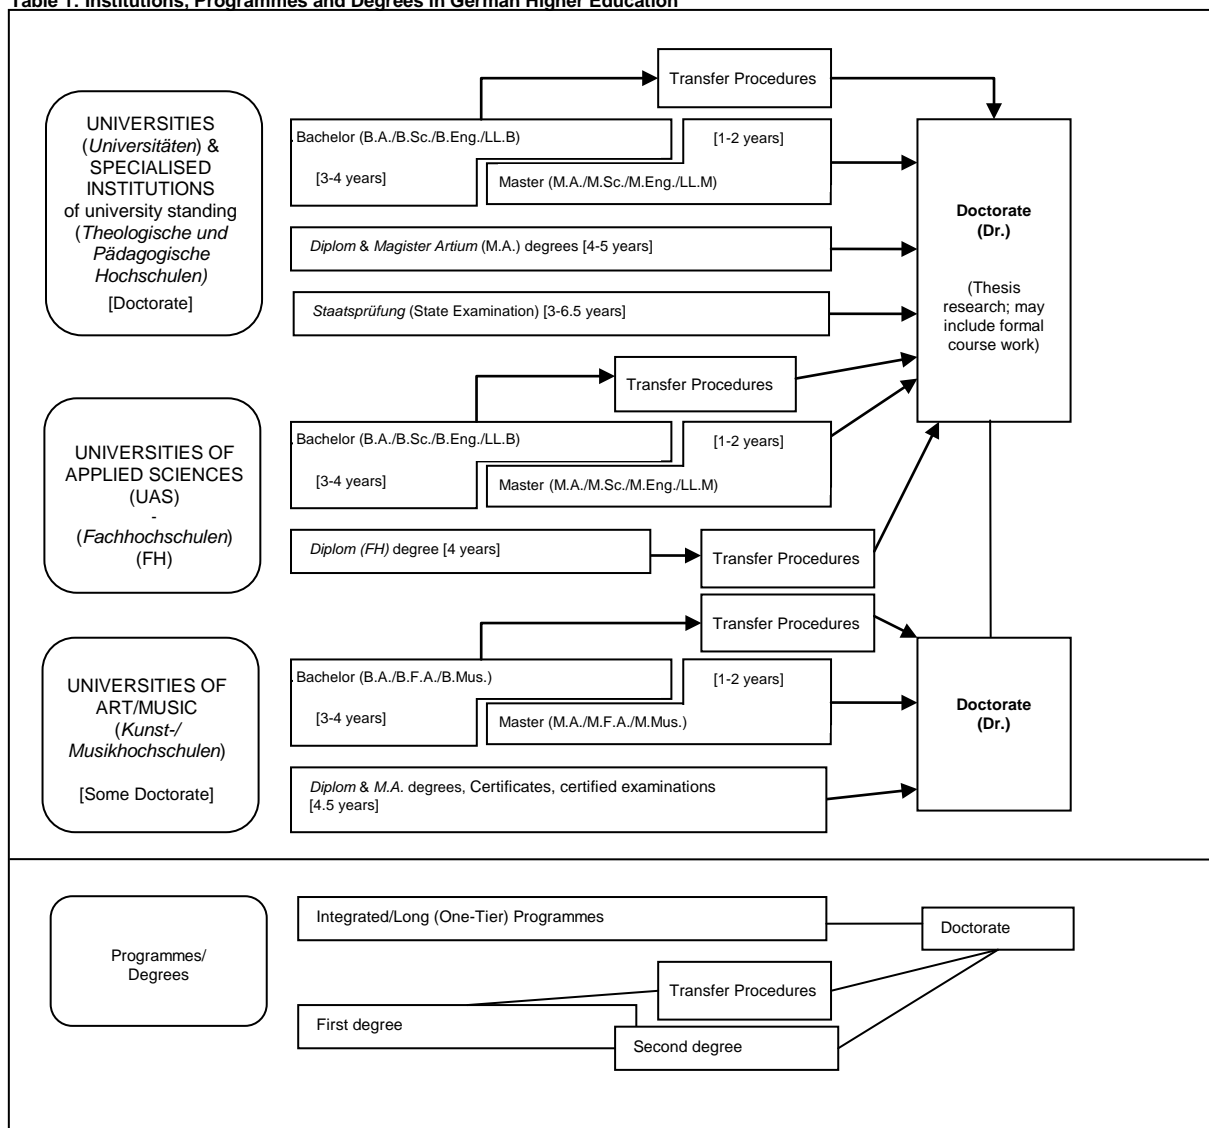 Table 1: Institutions, Programmes and Degrees in German Higher Education
Transfer Procedures
UNIVERSITIES
(Universitäten) &
SPECIALISED
INSTITUTIONS
of university standing
(Theologische und
Pädagogische
Hochschulen)
[Doctorate]
Bachelor (B.A./B.Sc./B.Eng./LL.B)
[3-4 years]
[1-2 years]
Master (M.A./M.Sc./M.Eng./LL.M)
Diplom & Magister Artium (M.A.) degrees [4-5 years]
Staatsprüfung (State Examination) [3-6.5 years]
Doctorate
(Dr.)
(Thesis
research; may
include formal
course work)
Transfer Procedures
UNIVERSITIES OF
APPLIED SCIENCES
(UAS)
-
(Fachhochschulen)
(FH)
Bachelor (B.A./B.Sc./B.Eng./LL.B)
[3-4 years]
[1-2 years]
Master (M.A./M.Sc./M.Eng./LL.M)
Diplom (FH) degree [4 years]
Transfer Procedures
Transfer Procedures
UNIVERSITIES OF
ART/MUSIC
(Kunst-/
Musikhochschulen)
[Some Doctorate]
Bachelor (B.A./B.F.A./B.Mus.)
[3-4 years]
[1-2 years]
Master (M.A./M.F.A./M.Mus.)
Diplom & M.A. degrees, Certificates, certified examinations
[4.5 years]
Doctorate
(Dr.)
Programmes/
Degrees
Integrated/Long (One-Tier) Programmes
Doctorate
Transfer Procedures
First degree
Second degree